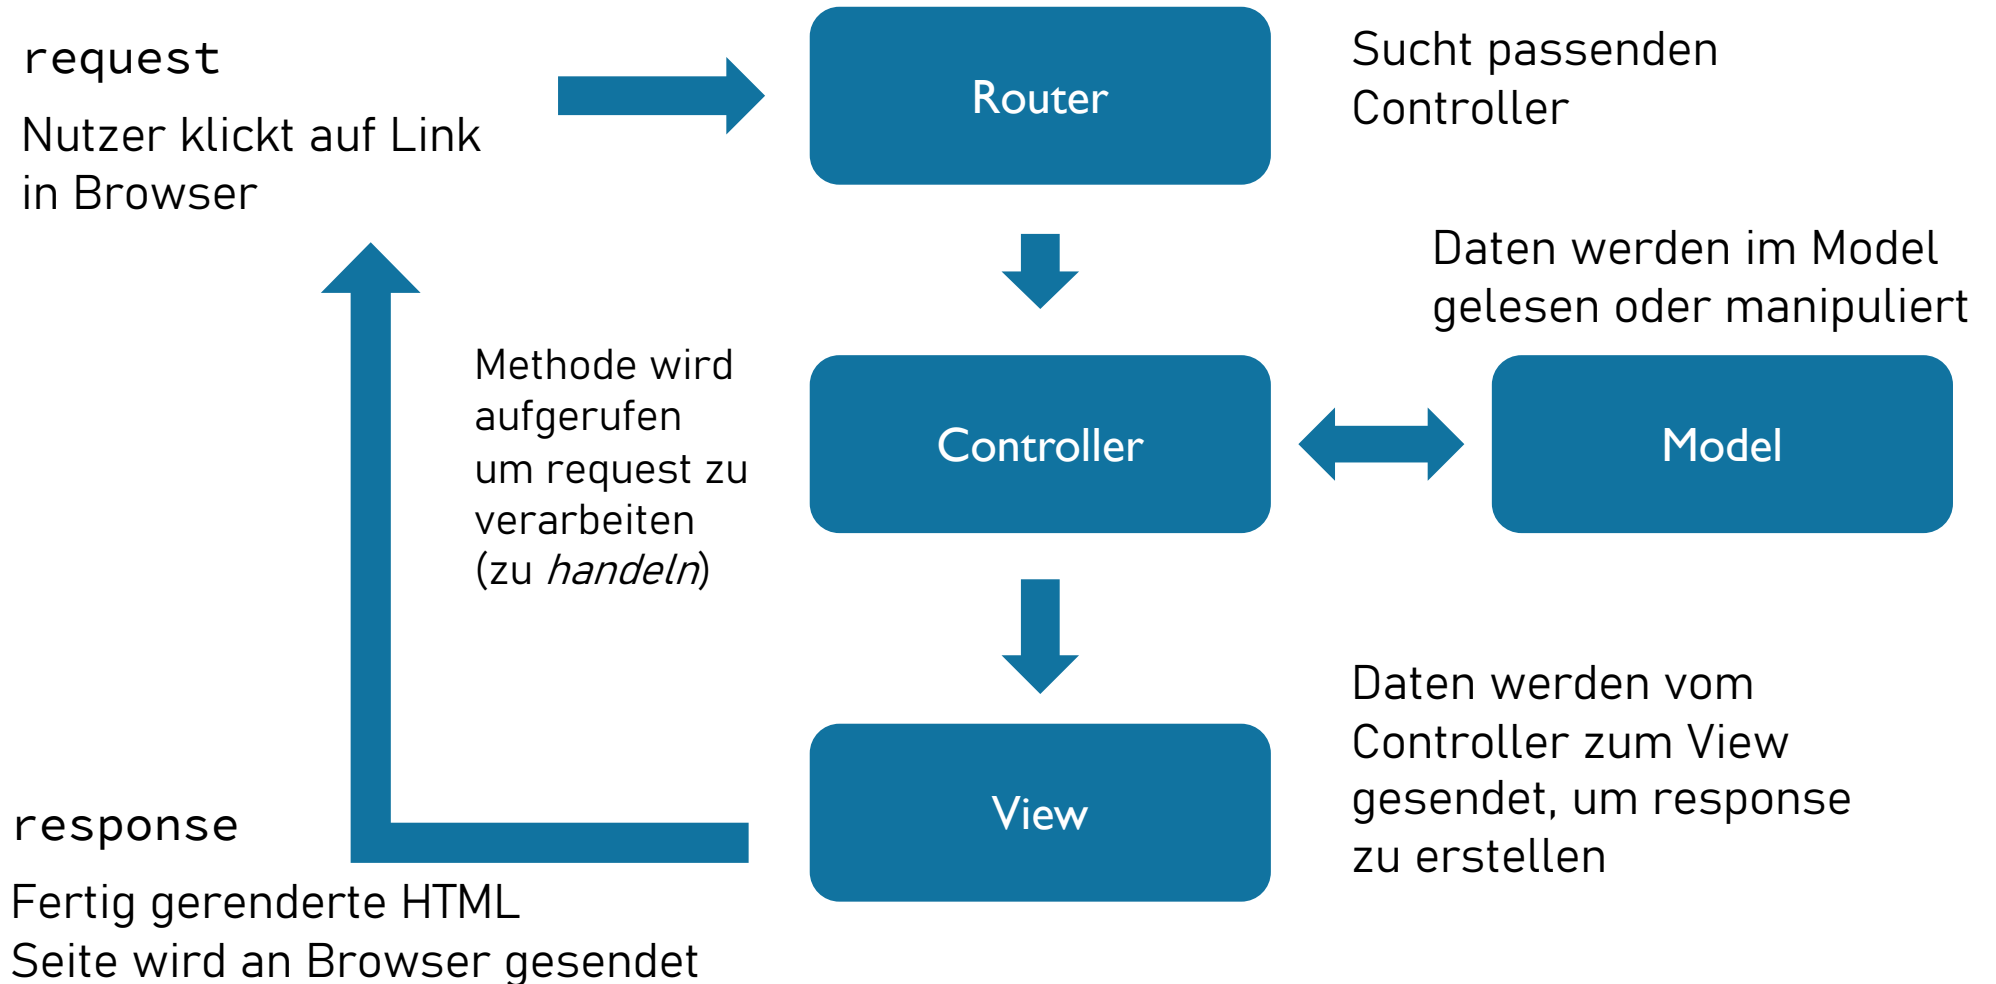 request
Nutzer klickt auf Link
in Browser
Router
Sucht passenden
Controller
Daten werden im Model
gelesen oder manipuliert
Methode wird
aufgerufen
um request zu
verarbeiten
(zu handeln)
Controller
Model
View
Daten werden vom
Controller zum View
gesendet, um response
zu erstellen
response
Fertig gerenderte HTML
Seite wird an Browser gesendet